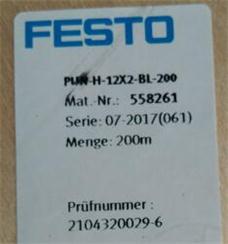 FESTO
PUN-H-12X2-BL-200
Mat.-Nr.: 558261
Serie: 07-2017(061)
Menge: 200m
Prüfnummer :
2104320029-6